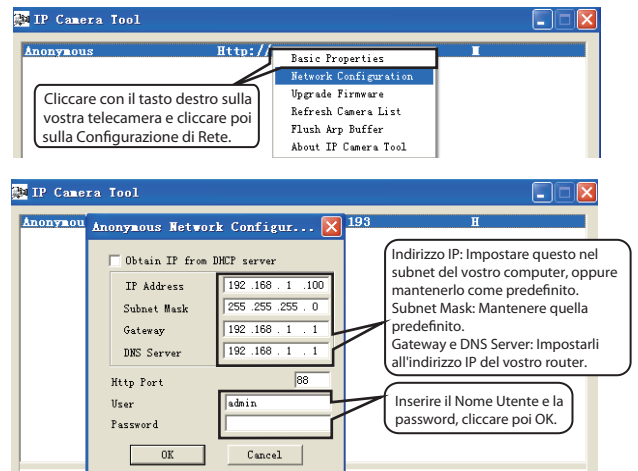 IP Camera Tool
Anonymous Http://
Basic Properties
Network Configuration
Upgrade Firmware
Refresh Camera List
Flush Arp Buffer
About IP Camera Tool
Cliccare con il tasto destro sulla
vostra telecamera e cliccare poi
sulla Configurazione di Rete.
IP Camera Tool
Anonymou 193
Anonymous Network Configur...
Obtain IP from DHCP server
IP Address 192 .168 . 1 .100
Subnet Mask 255 .255 .255 . 0
Gateway 192 .168 . 1 . 1
DNS Server 192 .168 . 1 . 1
Http Port 88
User admin
Password
OK Cancel
Indirizzo IP: Impostare questo nel
subnet del vostro computer, oppure
mantenerlo come predefinito.
Subnet Mask: Mantenere quella
predefinito.
Gateway e DNS Server: Impostarli
all'indirizzo IP del vostro router.
Inserire il Nome Utente e la
password, cliccare poi OK.